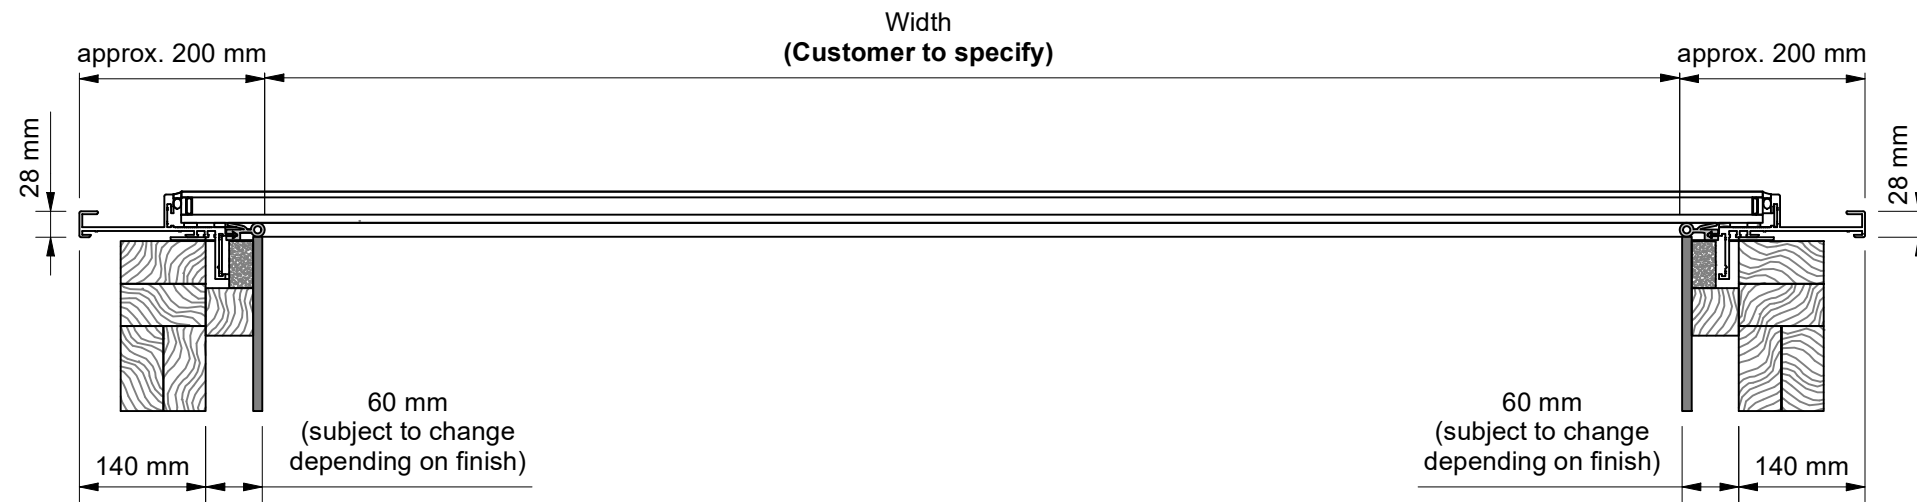 Width
(Customer to specify)
approx. 200 mm
approx. 200 mm
28 mm
28 mm
60 mm
(subject to change
depending on finish)
60 mm
(subject to change
depending on finish)
140 mm
140 mm